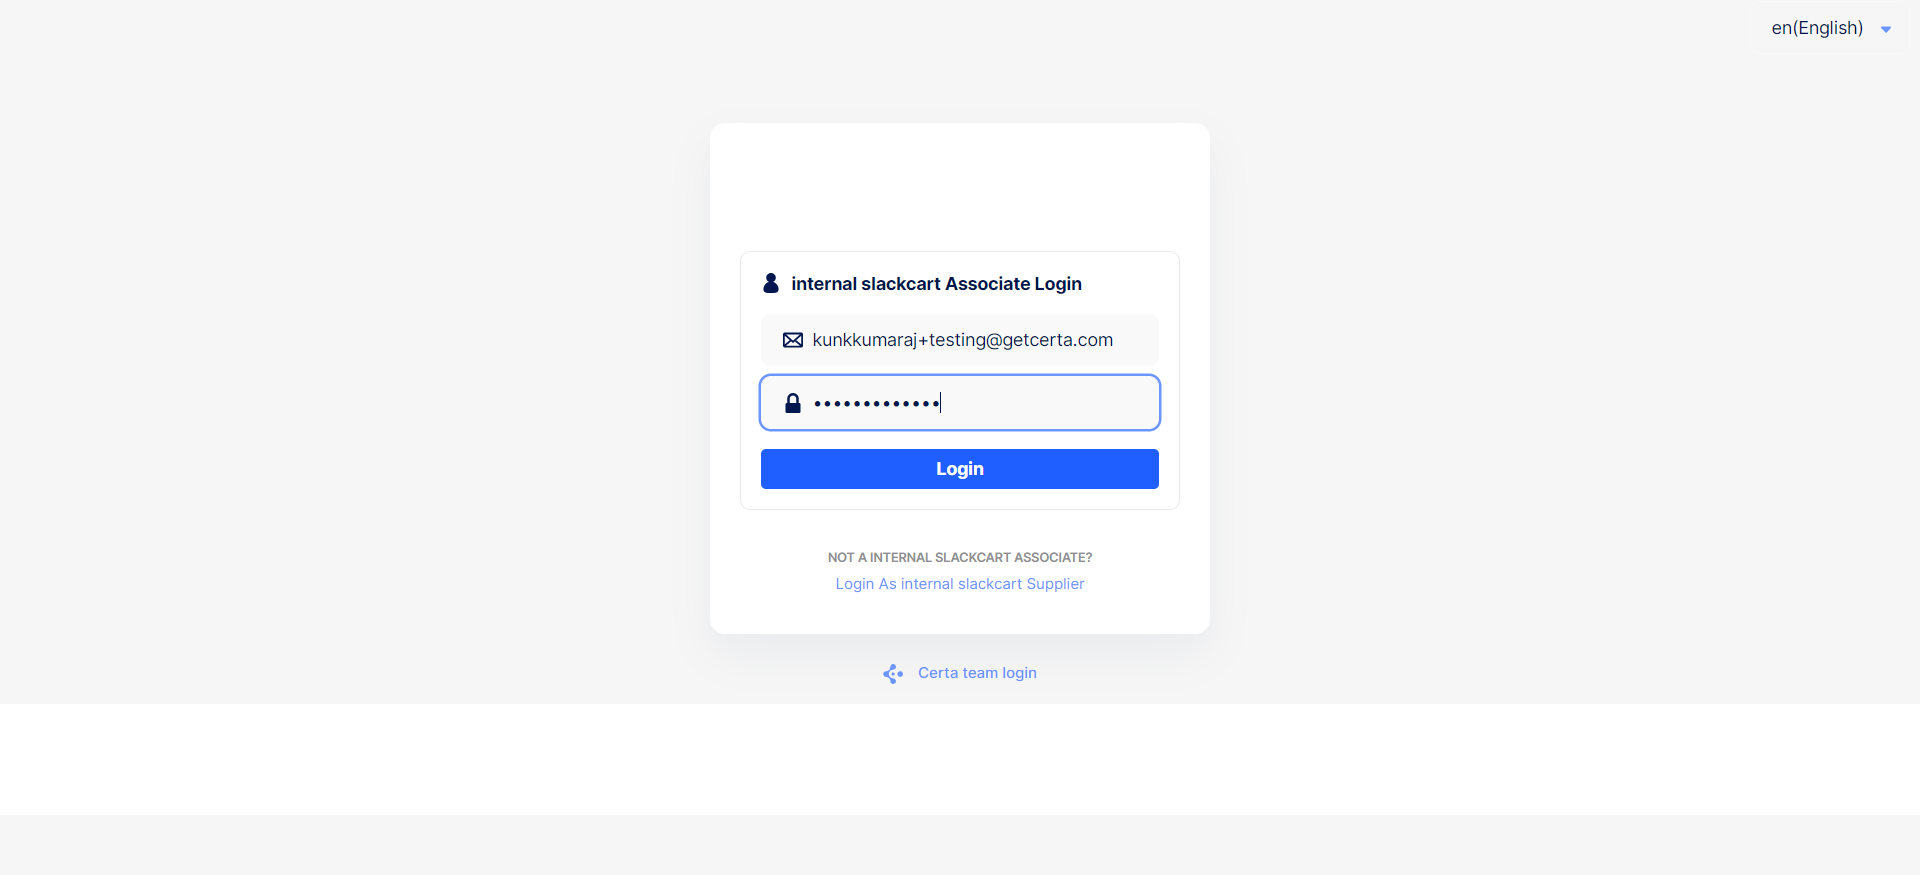 en(English)
internal slackcart Associate Login
kunkkumaraj+testing@getcerta.com
•••••••••••••
Login
NOT A INTERNAL SLACKCART ASSOCIATE?
Login As internal slackcart Supplier
Certa team login